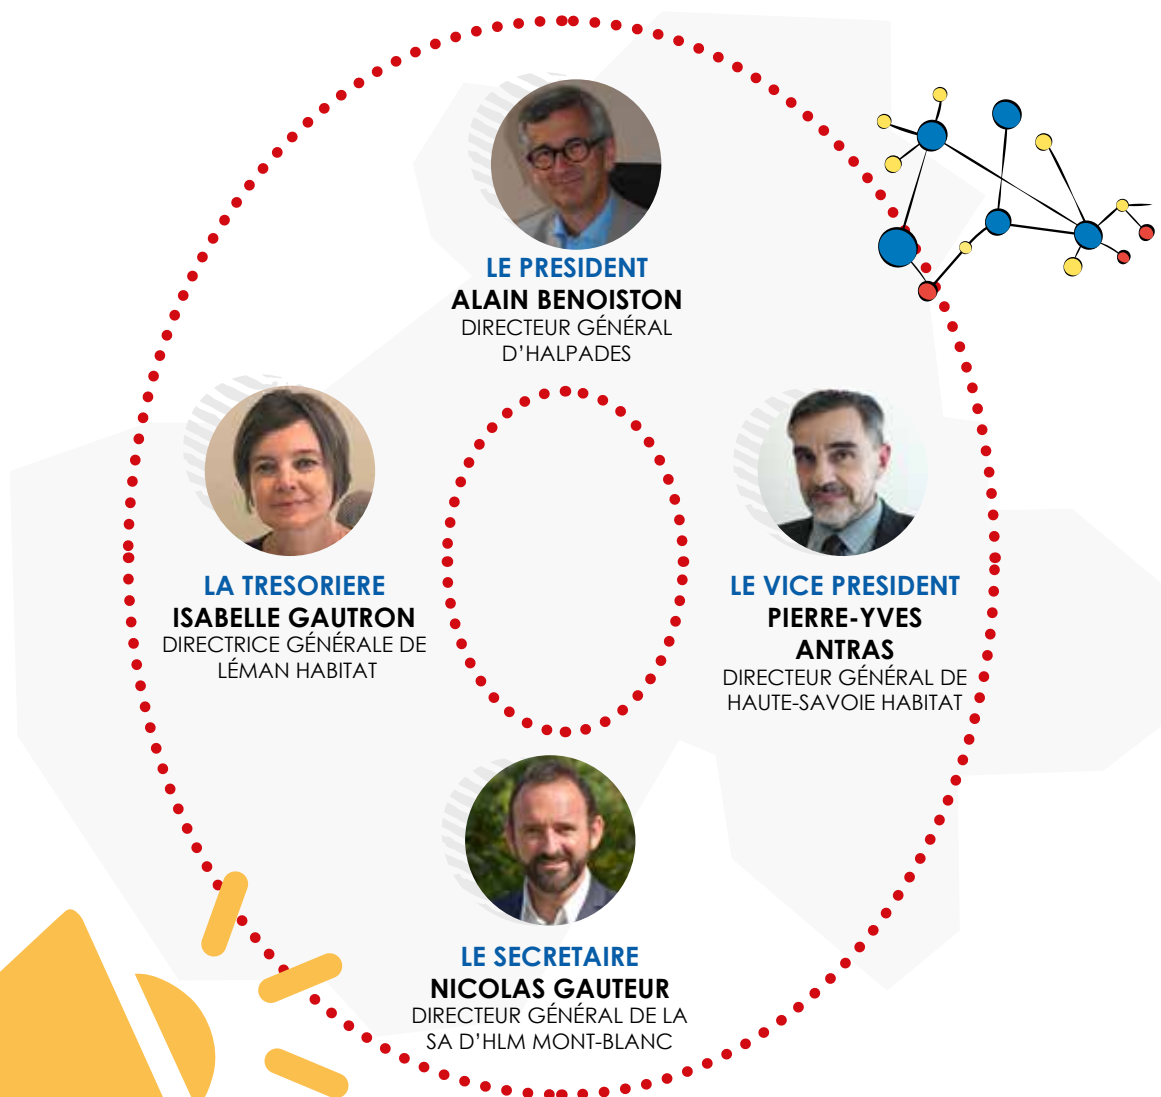 LE PRESIDENT
ALAIN BENOISTON
DIRECTEUR GÉNÉRAL
D’HALPADES
LA TRESORIERE
ISABELLE GAUTRON
DIRECTRICE GÉNÉRALE DE
LÉMAN HABITAT
LE VICE PRESIDENT
PIERRE-YVES
ANTRAS
DIRECTEUR GÉNÉRAL DE
HAUTE-SAVOIE HABITAT
LE SECRETAIRE
NICOLAS GAUTEUR
DIRECTEUR GÉNÉRAL DE LA
SA D’HLM MONT-BLANC